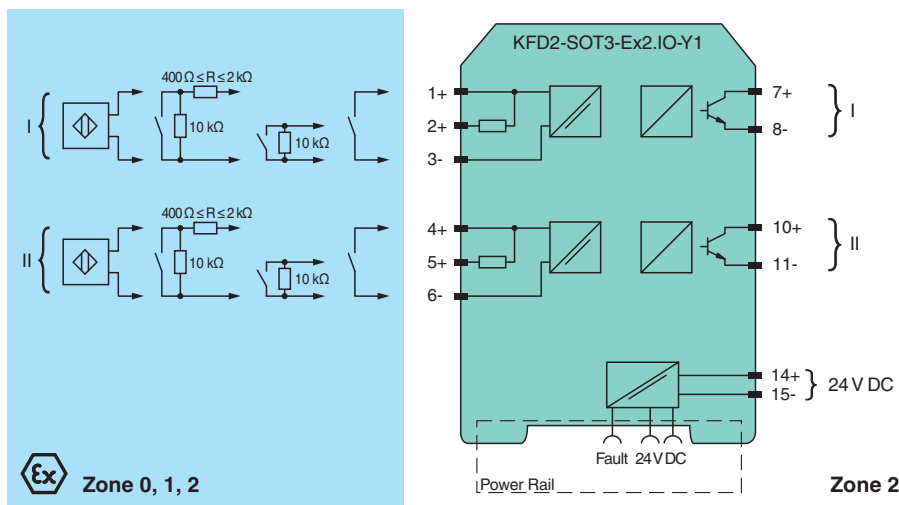 KFD2-SOT3-Ex2.IO-Y1
400 Ω ≤ R ≤ 2 kΩ
I
10 kΩ
10 kΩ
1+
2+
3-
7+
8-
I
400 Ω ≤ R ≤ 2 kΩ
II
10 kΩ
10 kΩ
4+
5+
6-
10+
11-
II
14+
15-
24 V DC
Fault 24 V DC
Power Rail
Ex Zone 0, 1, 2
Zone 2